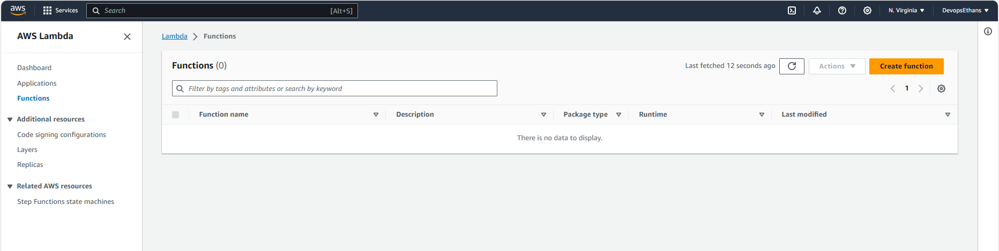 aws Services Search [Alt+S] N. Virginia DevopsEthans
AWS Lambda
Dashboard
Applications
Functions
Additional resources
Code signing configurations
Layers
Replicas
Related AWS resources
Step Functions state machines
Lambda Functions
Functions (0) Last fetched 12 seconds ago Actions Create function
Filter by tags and attributes or search by keyword 1
Function name Description Package type Runtime Last modified
There is no data to display.